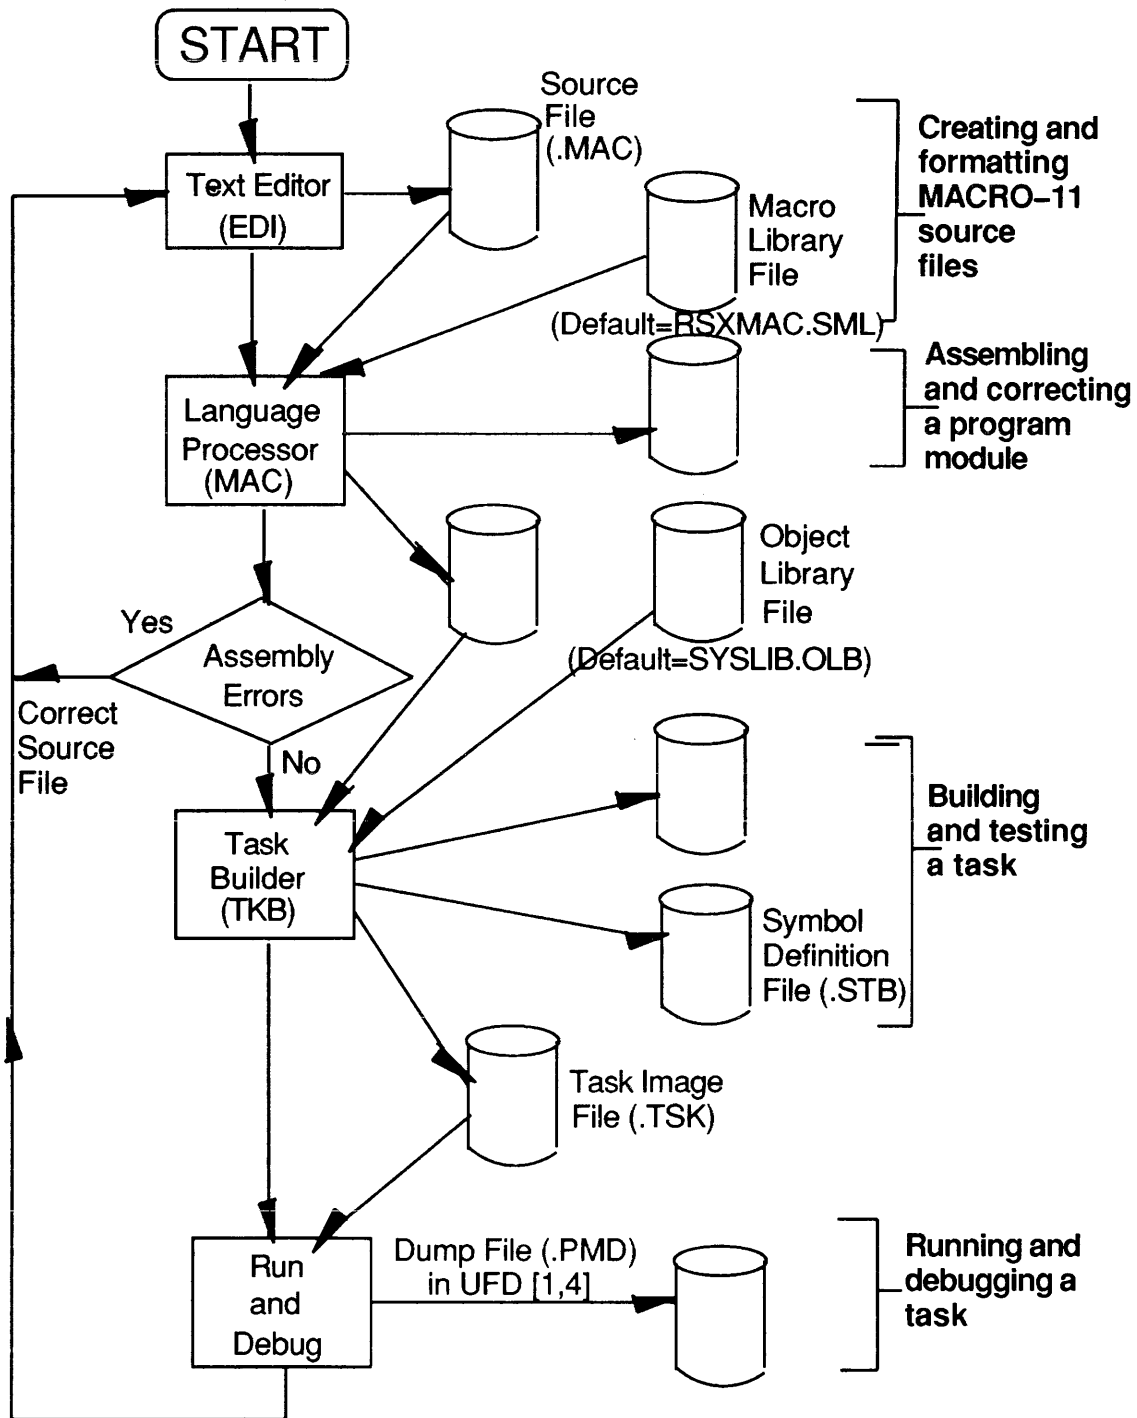 START
Source
File
(.MAC)
Creating and
formatting
MACRO–11
source
files
Text Editor
(EDI)
Macro
Library
File
(Default=RSXMAC.SML)
Assembling
and correcting
a program
module
Language
Processor
(MAC)
Object
Library
File
(Default=SYSLIB.OLB)
Yes
Assembly
Errors
Correct
Source
File
No
Building
and testing
a task
Task
Builder
(TKB)
Symbol
Definition
File (.STB)
Task Image
File (.TSK)
Run
and
Debug
Dump File (.PMD)
in UFD [1,4]
Running and
debugging a
task